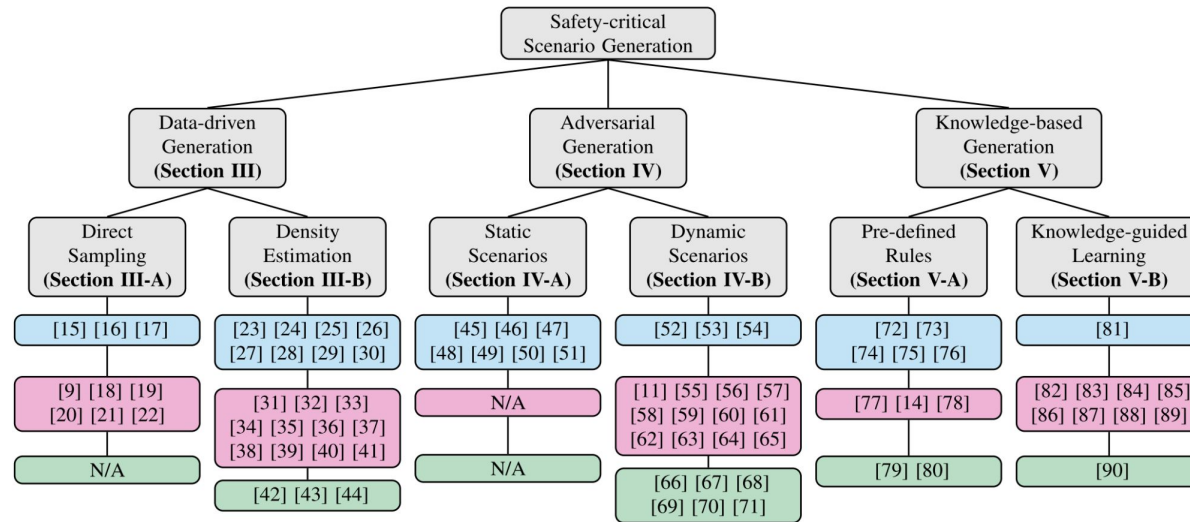 Safety-critical
Scenario Generation
Data-driven
Generation
(Section III)
Adversarial
Generation
(Section IV)
Knowledge-based
Generation
(Section V)
Direct
Sampling
(Section III-A)
Density
Estimation
(Section III-B)
Static
Scenarios
(Section IV-A)
Dynamic
Scenarios
(Section IV-B)
Pre-defined
Rules
(Section V-A)
Knowledge-guided
Learning
(Section V-B)
[15] [16] [17]
[23] [24] [25] [26]
[27] [28] [29] [30]
[45] [46] [47]
[48] [49] [50] [51]
[52] [53] [54]
[72] [73]
[74] [75] [76]
[81]
[9] [18] [19]
[20] [21] [22]
[31] [32] [33]
[34] [35] [36] [37]
[38] [39] [40] [41]
N/A
[11] [55] [56] [57]
[58] [59] [60] [61]
[62] [63] [64] [65]
[77] [14] [78]
[82] [83] [84] [85]
[86] [87] [88] [89]
N/A
[42] [43] [44]
N/A
[66] [67] [68]
[69] [70] [71]
[79] [80]
[90]